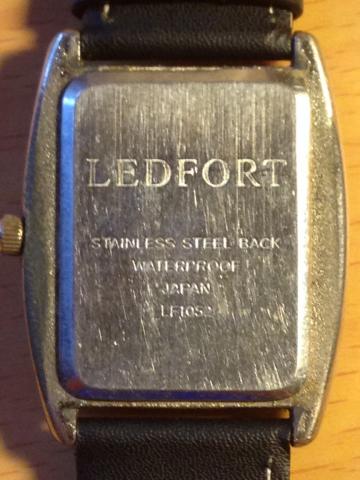 LEDFORT
STAINLESS STEEL BACK
WATERPROOF
JAPAN
LF1052